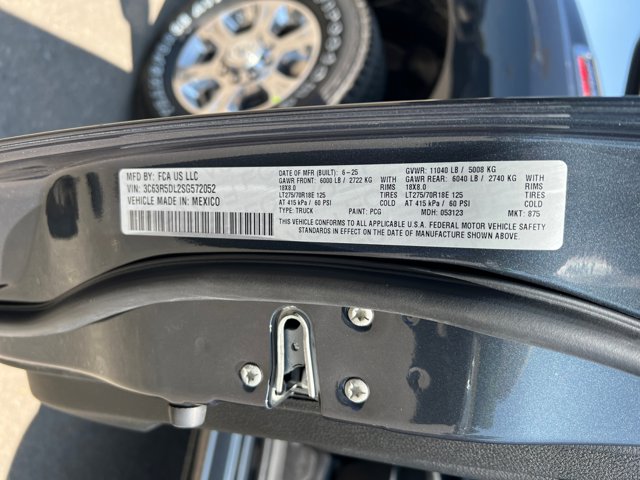 MFD BY: FCA US LLC
VIN: 3C63R5DL2SG572052
VEHICLE MADE IN: MEXICO
DATE OF MFR (BUILT): 6-25
GAWR FRONT: 6000 LB / 2722 KG
18X8.0 RIMS
LT275/70R18E 125 TIRES
AT 415 kPa / 60 PSI COLD
TYPE: TRUCK PAINT: PCG
GVWR: 11040 LB / 5008 KG
GAWR REAR: 6040 LB / 2740 KG
18X8.0 RIMS
LT275/70R18E 125 TIRES
AT 415 kPa / 60 PSI COLD
MDH: 053123 MKT: 875
THIS VEHICLE CONFORMS TO ALL APPLICABLE U.S.A. FEDERAL MOTOR VEHICLE SAFETY
STANDARDS IN EFFECT ON THE DATE OF MANUFACTURE SHOWN ABOVE.